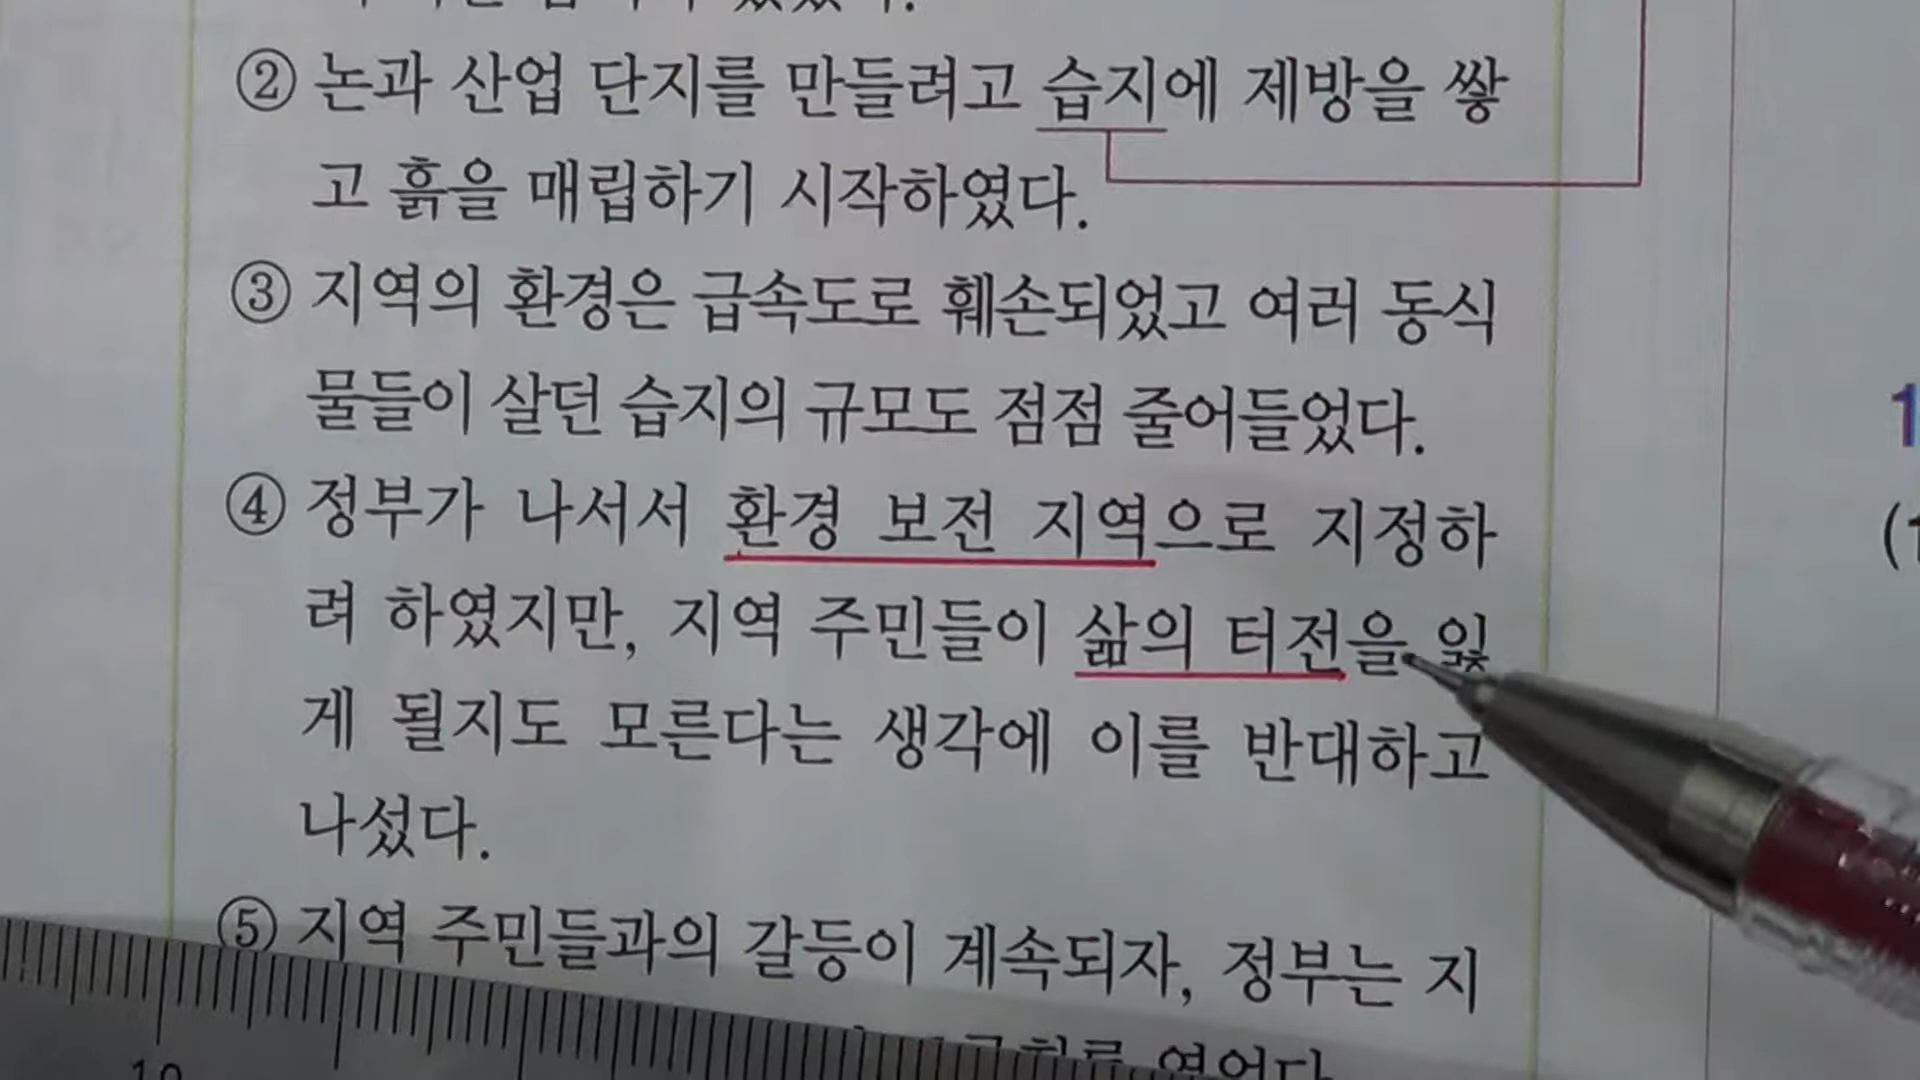 ② 논과 산업 단지를 만들려고 습지에 제방을 쌓
고 흙을 매립하기 시작하였다.
③ 지역의 환경은 급속도로 훼손되었고 여러 동식
물들이 살던 습지의 규모도 점점 줄어들었다.
④ 정부가 나서서 환경 보전 지역으로 지정하
려 하였지만, 지역 주민들이 삶의 터전을 잃
게 될지도 모른다는 생각에 이를 반대하고
나섰다.
⑤ 지역 주민들과의 갈등이 계속되자, 정부는 지
열었다.
10